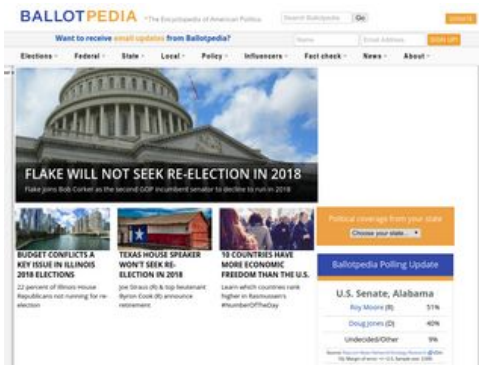 BALLOTPEDIA "The Encyclopedia of American Politics Search Ballotpedia Go DONATE
Want to receive email updates from Ballotpedia? Name Email Address SIGN UP!
Elections Federal State Local Policy Influencers Fact check News About
FLAKE WILL NOT SEEK RE-ELECTION IN 2018
Flake joins Bob Corker as the second GOP incumbent senator to decline to run in 2018
Political coverage from your state
Choose your state...
BUDGET CONFLICTS A
KEY ISSUE IN ILLINOIS
2018 ELECTIONS
22 percent of Illinois House
Republicans not running for re-
election
TEXAS HOUSE SPEAKER
WON'T SEEK RE-
ELECTION IN 2018
Joe Straus (R) & top lieutenant
Byron Cook (R) announce
retirement
10 COUNTRIES HAVE
MORE ECONOMIC
FREEDOM THAN THE U.S.
Learn which countries rank
higher in Rasmussen's
#NumberOfTheDay
Ballotpedia Polling Update
U.S. Senate, Alabama
Roy Moore (R) 51%
Doug Jones (D) 40%
Undecided/Other 9%